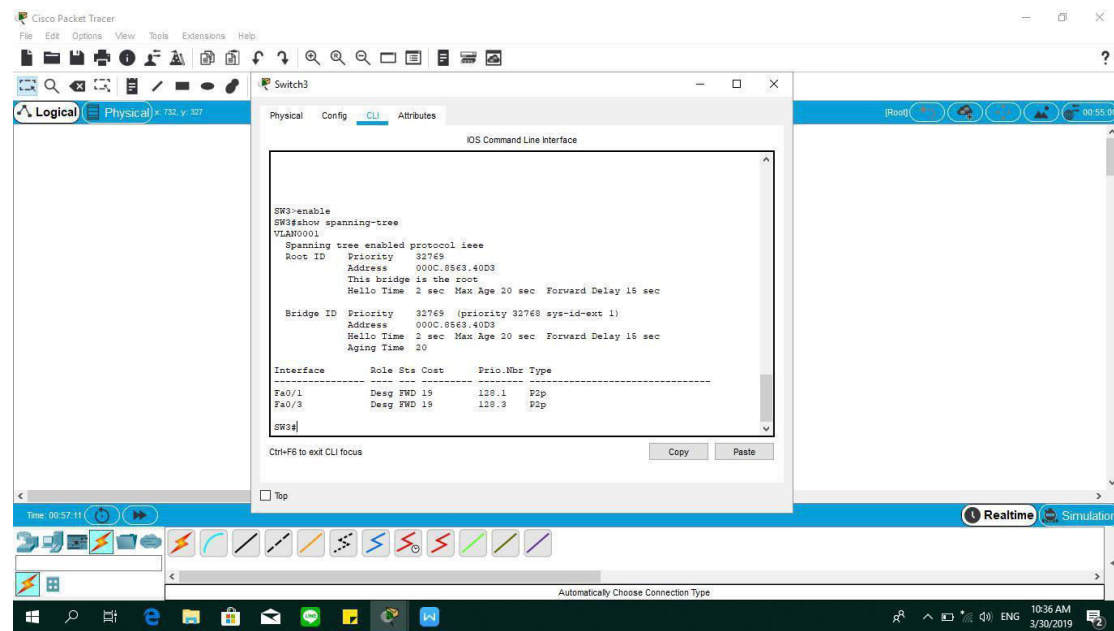 Cisco Packet Tracer
File Edit Options View Tools Extensions Help
?
Logical Physical x: 732, y: 327
[Root] 00:55:0
Switch3
Physical Config CLI Attributes
IOS Command Line Interface
SW3>enable
SW3#show spanning-tree
VLAN0001
Spanning tree enabled protocol ieee
Root ID Priority 32769
Address 000C.8563.40D3
This bridge is the root
Hello Time 2 sec Max Age 20 sec Forward Delay 15 sec
Bridge ID Priority 32769 (priority 32768 sys-id-ext 1)
Address 000C.8563.40D3
Hello Time 2 sec Max Age 20 sec Forward Delay 15 sec
Aging Time 20
Interface Role Sts Cost Prio.Nbr Type
---------------- ---- --- --------- -------- --------------------------------
Fa0/1 Desg FWD 19 128.1 P2p
Fa0/3 Desg FWD 19 128.3 P2p
SW3#
Ctrl+F6 to exit CLI focus
Copy Paste
Top
Time: 00:57:11
Realtime Simulation
Automatically Choose Connection Type
ENG
10:36 AM
3/30/2019
2